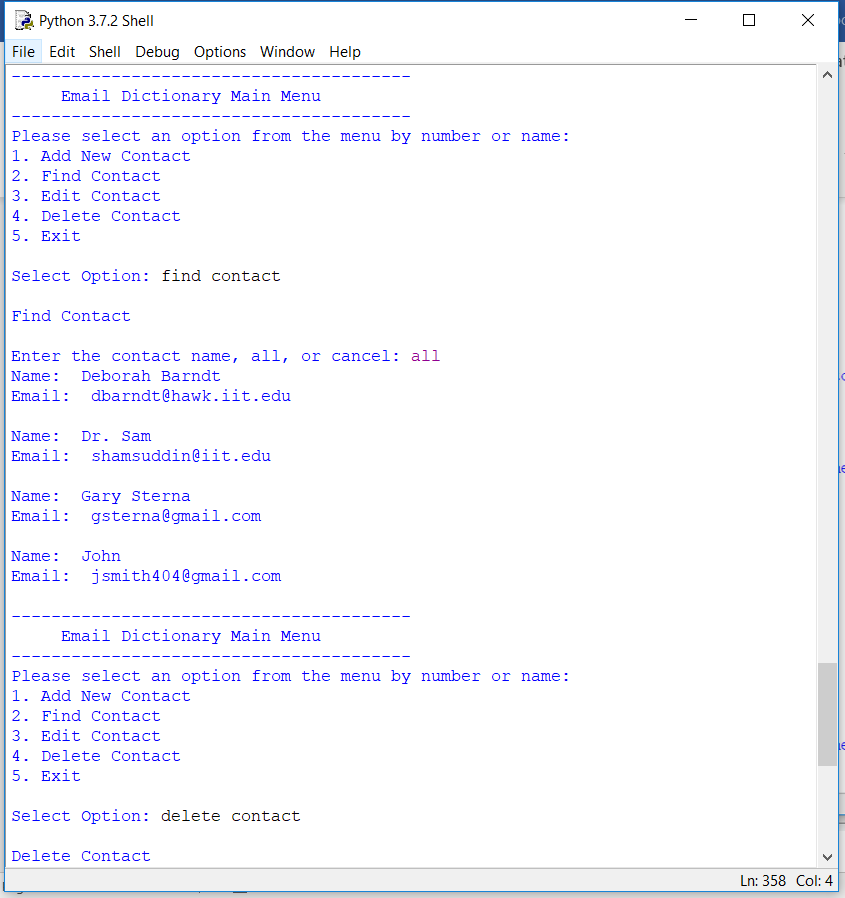 Python 3.7.2 Shell
File Edit Shell Debug Options Window Help
----------------------------------------
     Email Dictionary Main Menu
----------------------------------------
Please select an option from the menu by number or name:
1. Add New Contact
2. Find Contact
3. Edit Contact
4. Delete Contact
5. Exit

Select Option: find contact

Find Contact

Enter the contact name, all, or cancel: all
Name:  Deborah Barndt
Email:  dbarndt@hawk.iit.edu

Name:  Dr. Sam
Email:  shamsuddin@iit.edu

Name:  Gary Sterna
Email:  gsterna@gmail.com

Name:  John
Email:  jsmith404@gmail.com

----------------------------------------
     Email Dictionary Main Menu
----------------------------------------
Please select an option from the menu by number or name:
1. Add New Contact
2. Find Contact
3. Edit Contact
4. Delete Contact
5. Exit

Select Option: delete contact

Delete Contact
Ln: 358 Col: 4